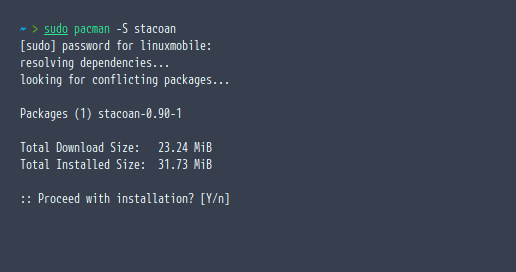 ~ > sudo pacman -S stacoan
[sudo] password for linuxmobile:
resolving dependencies...
looking for conflicting packages...
Packages (1) stacoan-0.90-1
Total Download Size:   23.24 MiB
Total Installed Size:  31.73 MiB
:: Proceed with installation? [Y/n]